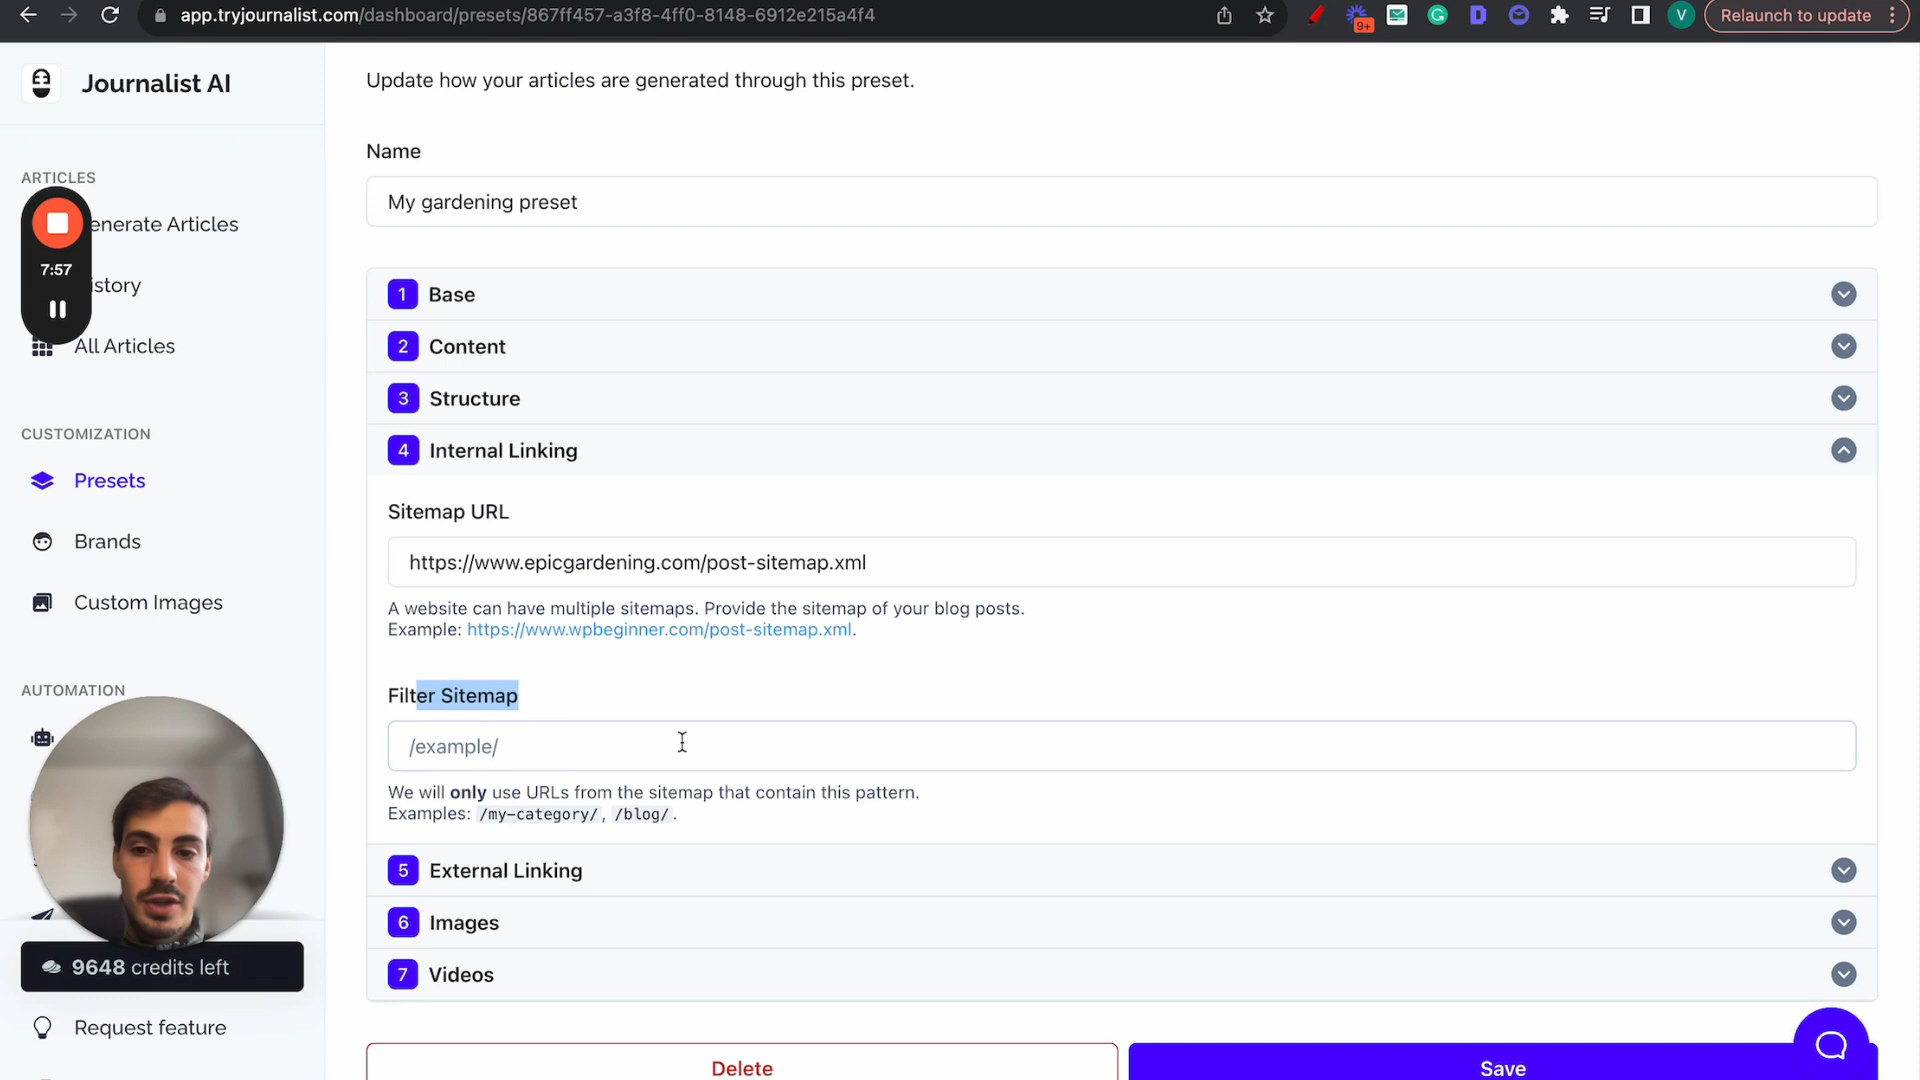 app.tryjournalist.com/dashboard/presets/867ff457-a3f8-4ff0-8148-6912e215a4f4
9+
V
Relaunch to update
Journalist AI
ARTICLES
enerate Articles
7:57
istory
All Articles
CUSTOMIZATION
Presets
Brands
Custom Images
AUTOMATION
9648 credits left
Request feature
Update how your articles are generated through this preset.
Name
My gardening preset
1 Base
2 Content
3 Structure
4 Internal Linking
Sitemap URL
https://www.epicgardening.com/post-sitemap.xml
A website can have multiple sitemaps. Provide the sitemap of your blog posts.
Example: https://www.wpbeginner.com/post-sitemap.xml.
Filter Sitemap
/example/
We will only use URLs from the sitemap that contain this pattern.
Examples: /my-category/, /blog/.
5 External Linking
6 Images
7 Videos
Delete
Save